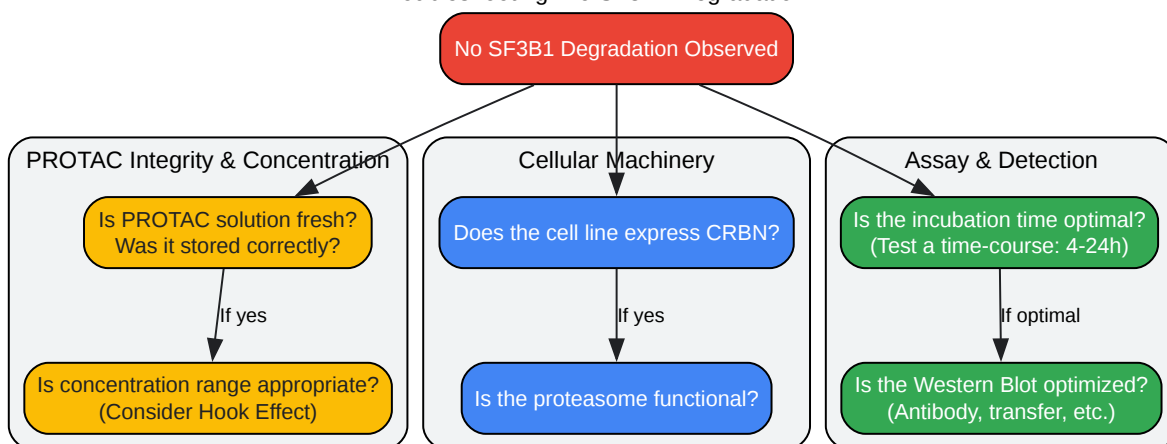 No SF3B1 Degradation Observed
PROTAC Integrity & Concentration
Is PROTAC solution fresh?
Was it stored correctly?
If yes
Is concentration range appropriate?
(Consider Hook Effect)
Cellular Machinery
Does the cell line express CRBN?
If yes
Is the proteasome functional?
Assay & Detection
Is the incubation time optimal?
(Test a time-course: 4-24h)
If optimal
Is the Western Blot optimized?
(Antibody, transfer, etc.)